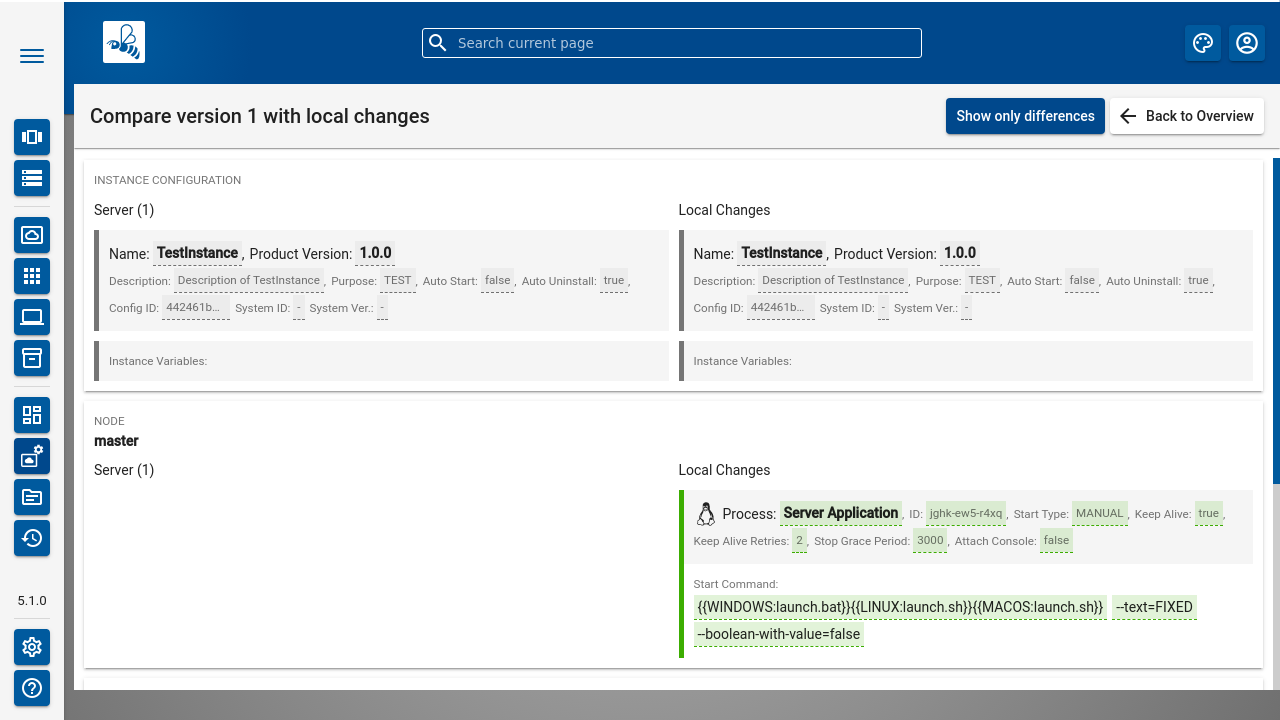 Search current page
Compare version 1 with local changes
Show only differences
Back to Overview
INSTANCE CONFIGURATION
Server (1)
Name: TestInstance , Product Version: 1.0.0
Description: Description of TestInstance , Purpose: TEST , Auto Start: false , Auto Uninstall: true ,
Config ID: 442461b... System ID: - System Ver.: -
Instance Variables:
Local Changes
Name: TestInstance , Product Version: 1.0.0
Description: Description of TestInstance , Purpose: TEST , Auto Start: false , Auto Uninstall: true ,
Config ID: 442461b... System ID: - System Ver.: -
Instance Variables:
NODE
master
Server (1)
Local Changes
Process: Server Application , ID: jghk-ew5-r4xq , Start Type: MANUAL , Keep Alive: true ,
Keep Alive Retries: 2 , Stop Grace Period: 3000 , Attach Console: false
Start Command:
{{WINDOWS:launch.bat}}{{LINUX:launch.sh}}{{MACOS:launch.sh}} --text=FIXED
--boolean-with-value=false
5.1.0